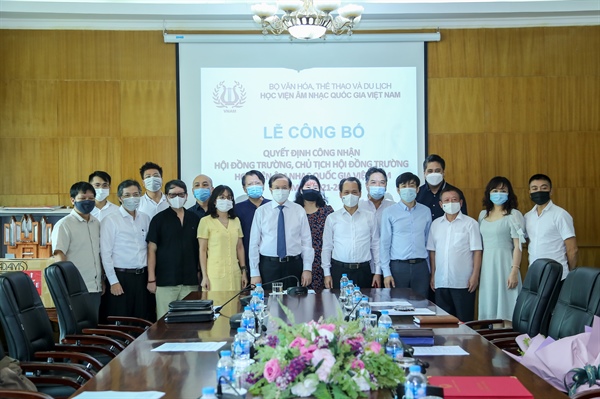 BỘ VĂN HÓA, THỂ THAO VÀ DU LỊCH
HỌC VIỆN ÂM NHẠC QUỐC GIA VIỆT NAM
LỄ CÔNG BỐ
QUYẾT ĐỊNH CÔNG NHẬN
HỘI ĐỒNG TRƯỜNG, CHỦ TỊCH HỘI ĐỒNG TRƯỜNG